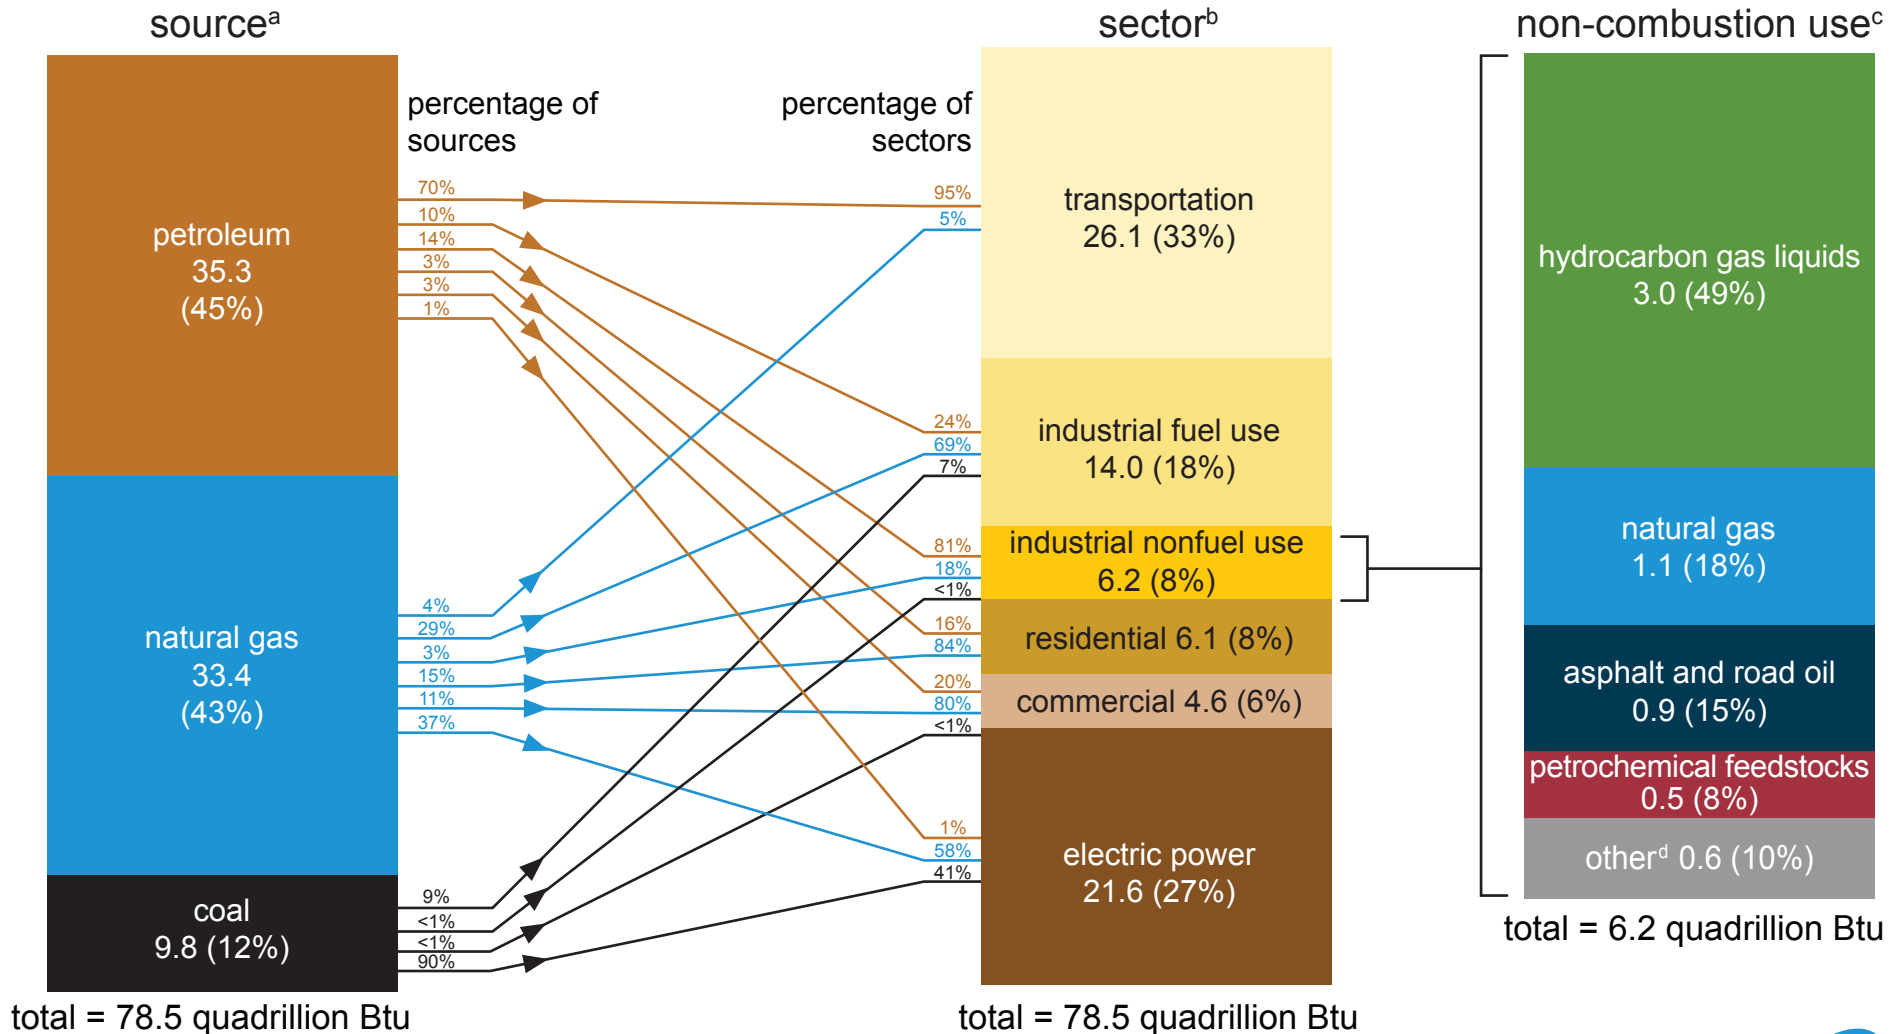 sourceᵃ
sectorᵇ
non-combustion useᶜ
percentage of
sources
percentage of
sectors
petroleum
35.3
(45%)
70%
10%
14%
3%
3%
1%
natural gas
33.4
(43%)
4%
29%
3%
15%
11%
37%
coal
9.8 (12%)
9%
<1%
<1%
90%
total = 78.5 quadrillion Btu
95%
5%
24%
69%
7%
81%
18%
<1%
16%
84%
20%
80%
<1%
1%
58%
41%
transportation
26.1 (33%)
industrial fuel use
14.0 (18%)
industrial nonfuel use
6.2 (8%)
residential 6.1 (8%)
commercial 4.6 (6%)
electric power
21.6 (27%)
total = 78.5 quadrillion Btu
hydrocarbon gas liquids
3.0 (49%)
natural gas
1.1 (18%)
asphalt and road oil
0.9 (15%)
petrochemical feedstocks
0.5 (8%)
otherᵈ 0.6 (10%)
total = 6.2 quadrillion Btu